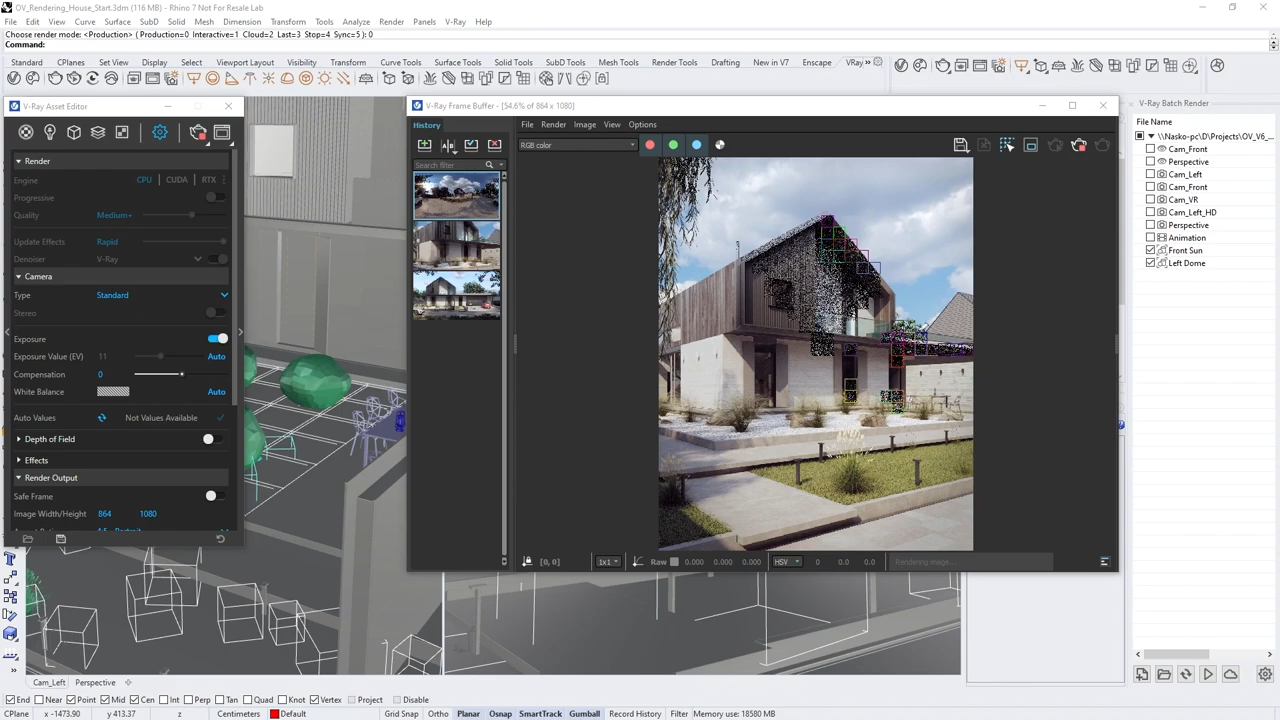 OV_Rendering_House_Start.3dm (116 MB) - Rhino 7 Not For Resale Lab
File Edit View Curve Surface SubD Solid Mesh Dimension Transform Tools Analyze Render Panels V-Ray Help
Choose render mode: <Production> ( Production=0 Interactive=1 Cloud=2 Last=3 Stop=4 Sync=5 ): 0
Command:
Standard CPlanes Set View Display Select Viewport Layout Visibility Transform Curve Tools Surface Tools Solid Tools SubD Tools Mesh Tools Render Tools Drafting New in V7 Enscape VRay »
V-Ray Asset Editor
Render
Engine CPU CUDA RTX
Progressive
Quality Medium+
Update Effects Rapid
Denoiser V-Ray
Camera
Type Standard
Stereo
Exposure
Exposure Value (EV) 11 Auto
Compensation 0
White Balance Auto
Auto Values Not Values Available
Depth of Field
Effects
Render Output
Safe Frame
Image Width/Height 864 1080
V-Ray Frame Buffer - [54.6% of 864 x 1080]
History
File Render Image View Options
RGB color
Search filter
[0, 0] 1x1 Raw 0.000 0.000 0.000 HSV 0 0.0 0.0 Rendering image...
V-Ray Batch Render
File Name
\\Nasko-pc\D\Projects\OV_V6_
Cam_Front
Perspective
Cam_Left
Cam_Front
Cam_VR
Cam_Left_HD
Perspective
Animation
Front Sun
Left Dome
Cam_Left Perspective
End Near Point Mid Cen Int Perp Tan Quad Knot Vertex Project Disable
CPlane x -1473.90 y 413.37 z Centimeters Default Grid Snap Ortho Planar Osnap SmartTrack Gumball Record History Filter Memory use: 18580 MB